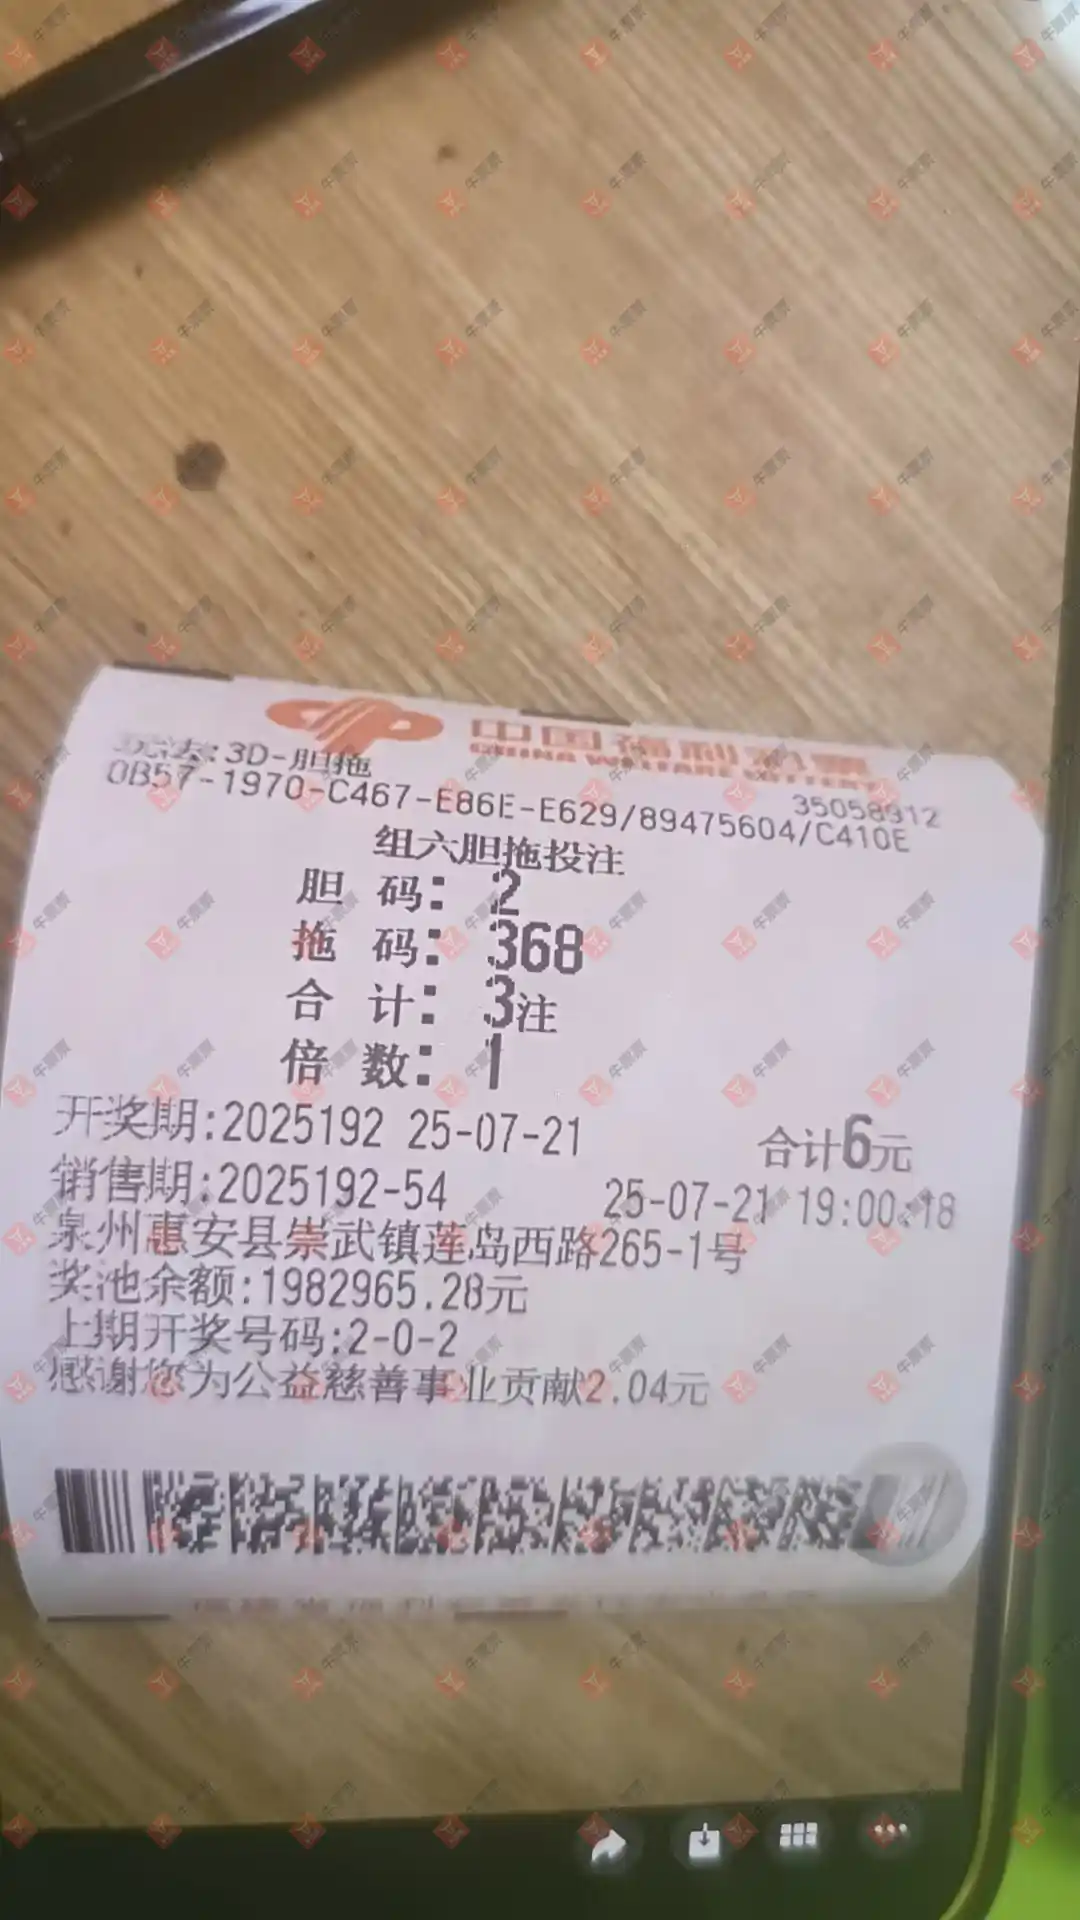 中国福利彩票
CHINA WELFARE LOTTERY
玩法:3D-胆拖
35058912
0B57-1970-C467-E86E-E629/89475604/C410E
组六胆拖投注
胆 码: 2
拖 码: 368
合 计: 3注
倍 数: 1
开奖期:2025192 25-07-21 合计6元
销售期:2025192-54 25-07-21 19:00:18
泉州惠安县崇武镇莲岛西路265-1号
奖池余额:1982965.28元
上期开奖号码:2-0-2
感谢您为公益慈善事业贡献2.04元